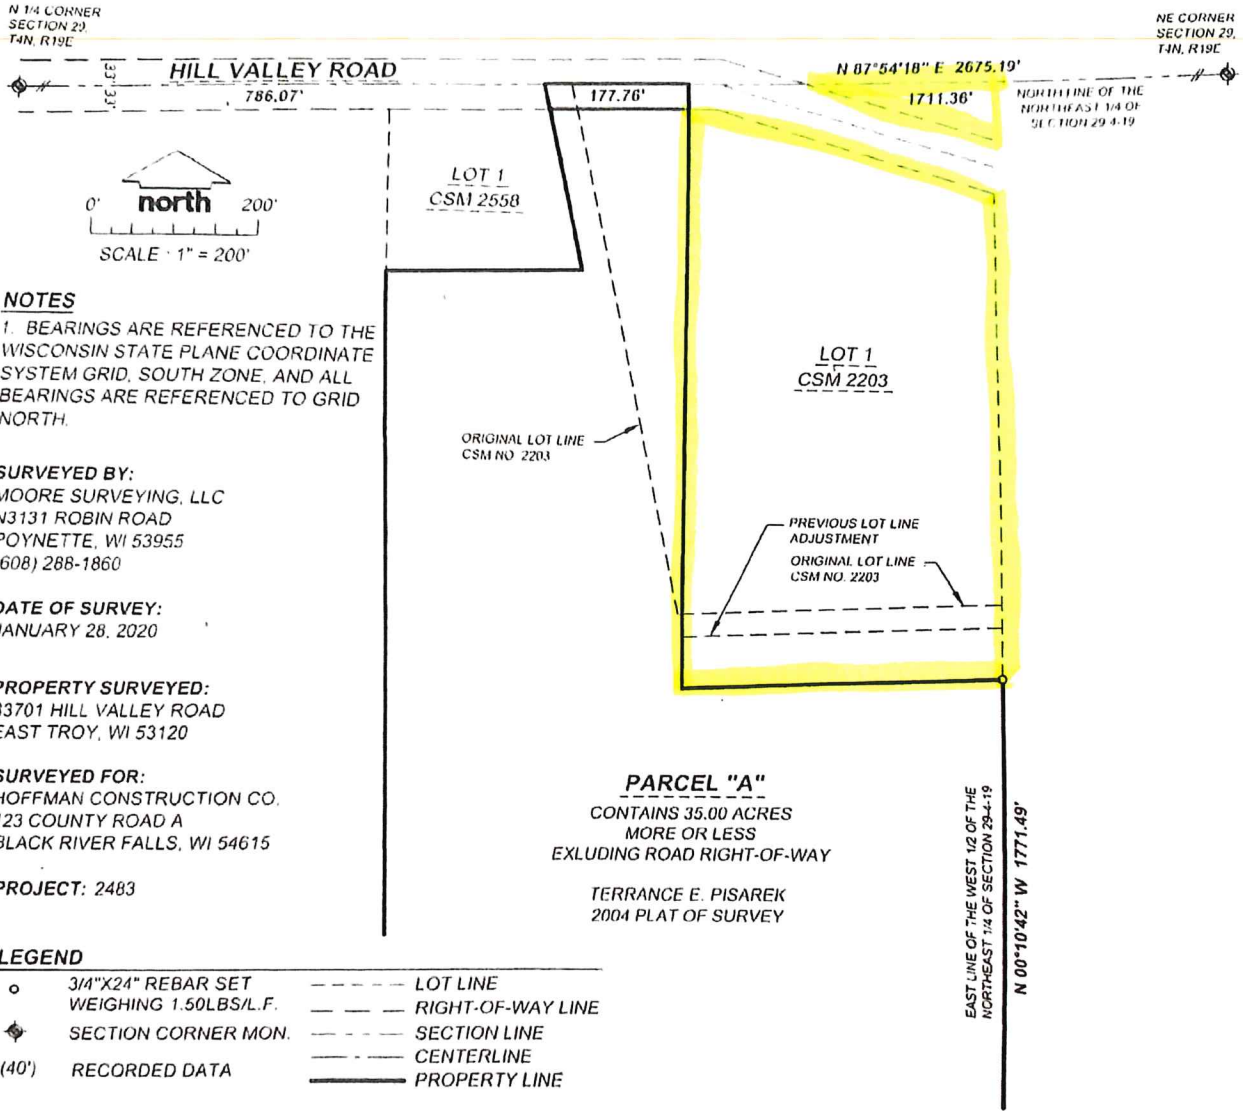 N 1/4 CORNER
SECTION 29,
T4N, R19E
NE CORNER
SECTION 29,
T4N, R19E
33' 33'
HILL VALLEY ROAD
N 87°54'18" E 2675.19'
786.07'
177.76'
1711.36'
NORTH LINE OF THE
NORTHEAST 1/4 OF
SECTION 29-4-19
LOT 1
CSM 2558
0' north 200'
SCALE : 1" = 200'
NOTES
1. BEARINGS ARE REFERENCED TO THE
WISCONSIN STATE PLANE COORDINATE
SYSTEM GRID, SOUTH ZONE, AND ALL
BEARINGS ARE REFERENCED TO GRID
NORTH.
LOT 1
CSM 2203
ORIGINAL LOT LINE
CSM NO. 2203
SURVEYED BY:
MOORE SURVEYING, LLC
N3131 ROBIN ROAD
POYNETTE, WI 53955
608) 288-1860
PREVIOUS LOT LINE
ADJUSTMENT
ORIGINAL LOT LINE
CSM NO. 2203
DATE OF SURVEY:
JANUARY 28, 2020
PROPERTY SURVEYED:
33701 HILL VALLEY ROAD
EAST TROY, WI 53120
SURVEYED FOR:
HOFFMAN CONSTRUCTION CO.
123 COUNTY ROAD A
BLACK RIVER FALLS, WI 54615
PROJECT: 2483
PARCEL "A"
CONTAINS 35.00 ACRES
MORE OR LESS
EXLUDING ROAD RIGHT-OF-WAY
TERRANCE E. PISAREK
2004 PLAT OF SURVEY
EAST LINE OF THE WEST 1/2 OF THE
NORTHEAST 1/4 OF SECTION 29-4-19
N 00°10'42" W 1771.49'
LEGEND
3/4"X24" REBAR SET
WEIGHING 1.50LBS/L.F.
SECTION CORNER MON.
(40') RECORDED DATA
LOT LINE
RIGHT-OF-WAY LINE
SECTION LINE
CENTERLINE
PROPERTY LINE